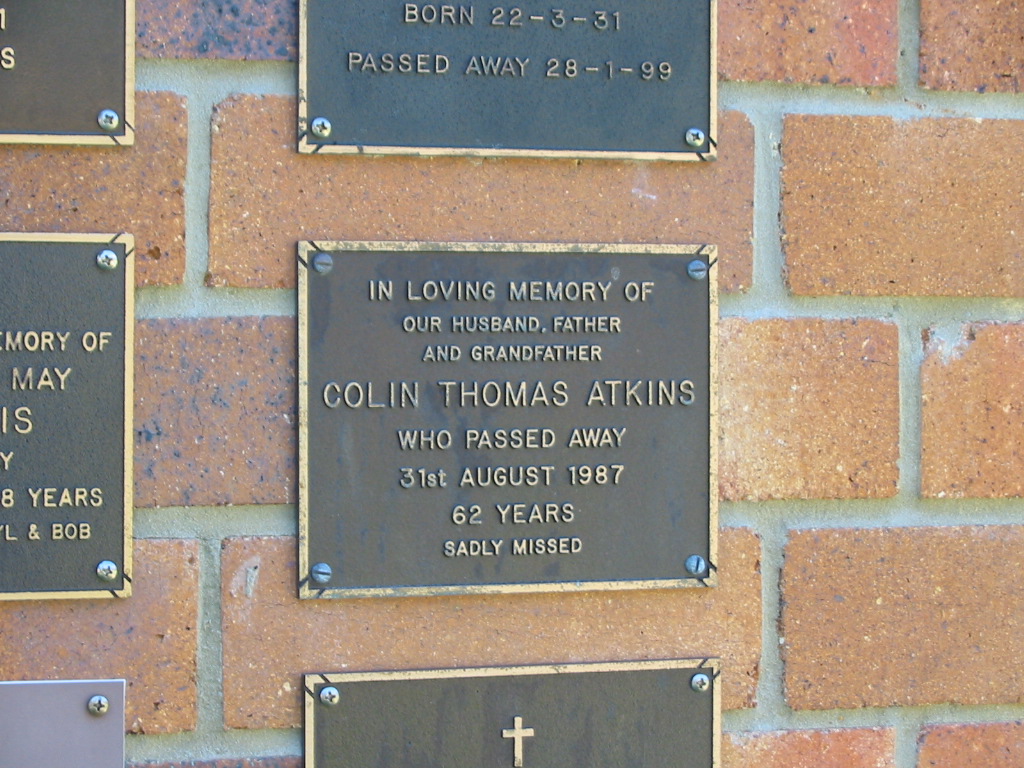 S
BORN 22-3-31
PASSED AWAY 28-1-99
EMORY OF
MAY
IS
Y
8 YEARS
L & BOB
IN LOVING MEMORY OF
OUR HUSBAND, FATHER
AND GRANDFATHER
COLIN THOMAS ATKINS
WHO PASSED AWAY
31st AUGUST 1987
62 YEARS
SADLY MISSED